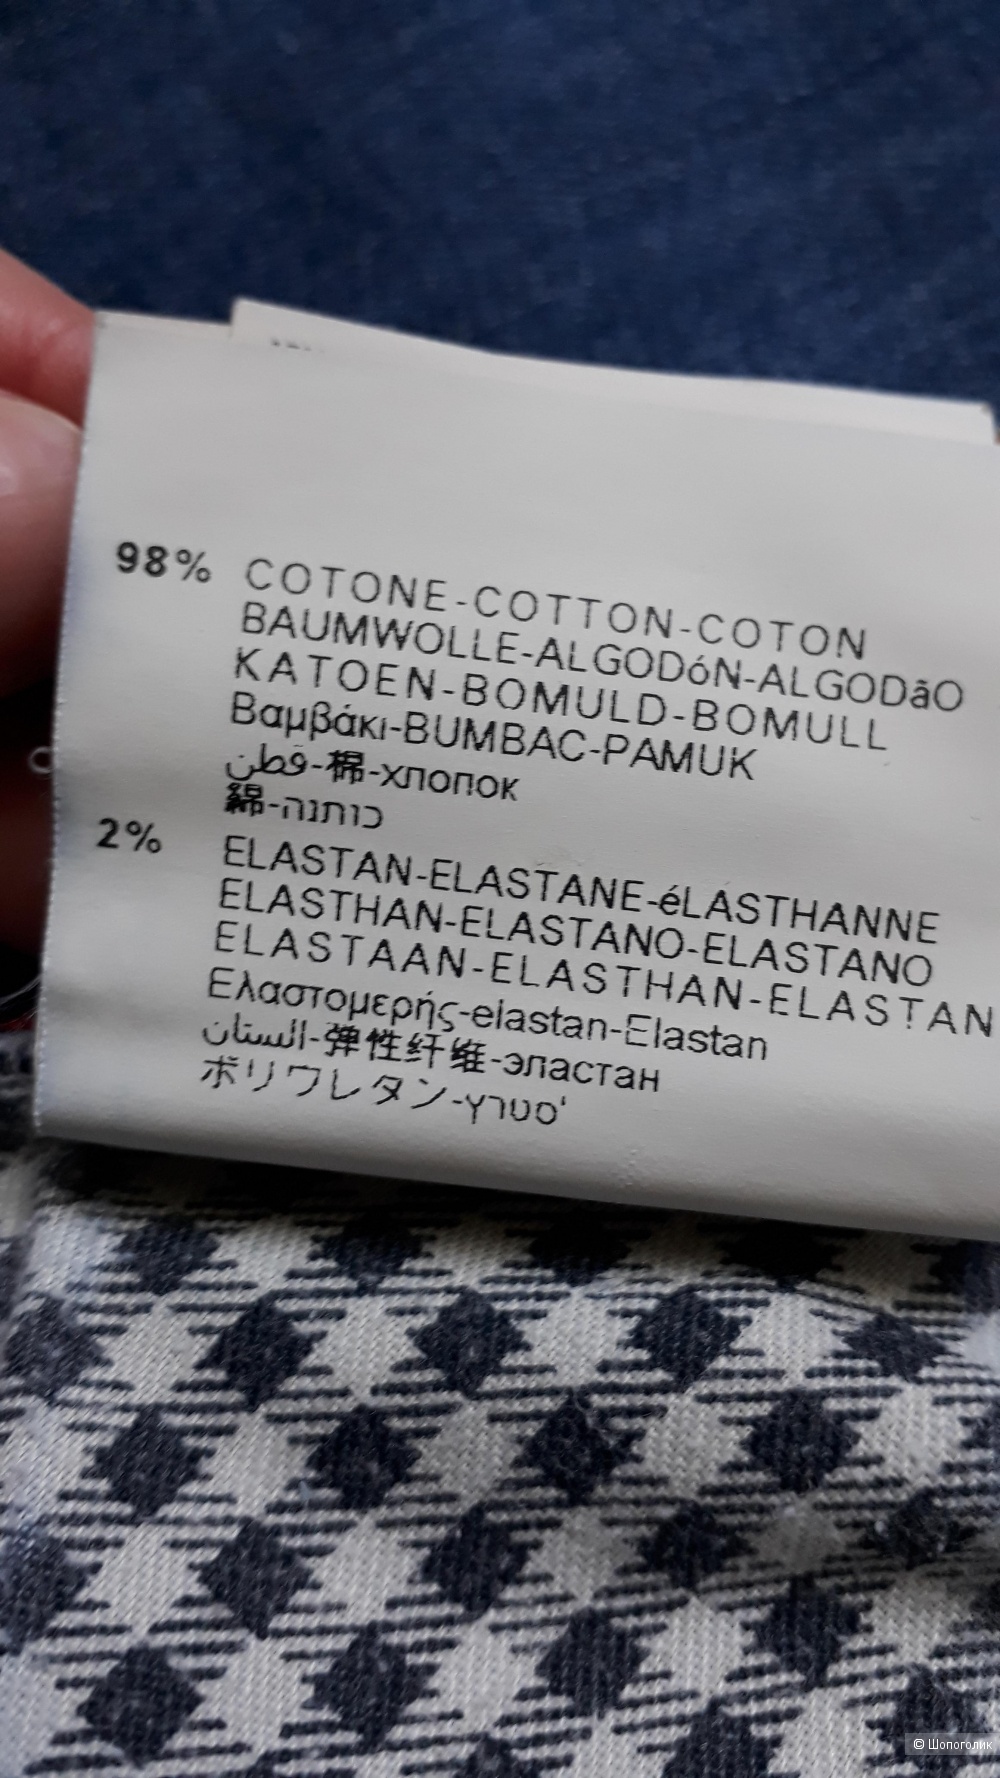 98% COTONE-COTTON-COTON
BAUMWOLLE-ALGODóN-ALGODãO
KATOEN-BOMULD-BOMULL
Βαμβάκι-BUMBAC-PAMUK
قطن-棉-хлопок
綿-כותנה
2% ELASTAN-ELASTANE-éLASTHANNE
ELASTHAN-ELASTANO-ELASTANO
ELASTAAN-ELASTHAN-ELASTAN
Ελαστομερής-elastan-Elastan
الستان-弹性纤维-эластан
ポリウレタン-ץרטסο'
© Шопоголик